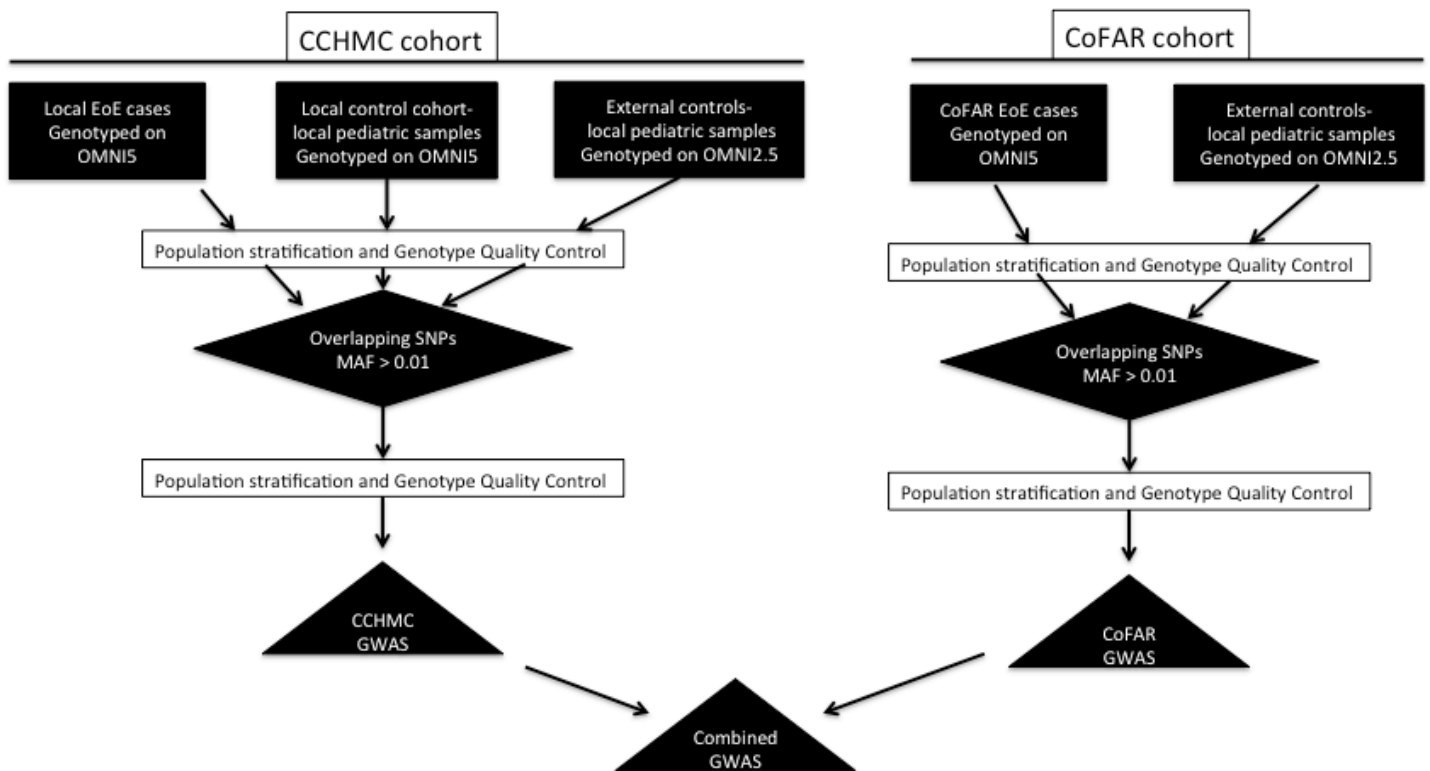 CCHMC cohort
Local EoE cases
Genotyped on
OMNI5
Local control cohort-
local pediatric samples
Genotyped on OMNI5
External controls-
local pediatric samples
Genotyped on OMNI2.5
Population stratification and Genotype Quality Control
Overlapping SNPs
MAF > 0.01
Population stratification and Genotype Quality Control
CCHMC
GWAS
CoFAR cohort
CoFAR EoE cases
Genotyped on
OMNI5
External controls-
local pediatric samples
Genotyped on OMNI2.5
Population stratification and Genotype Quality Control
Overlapping SNPs
MAF > 0.01
Population stratification and Genotype Quality Control
CoFAR
GWAS
Combined
GWAS